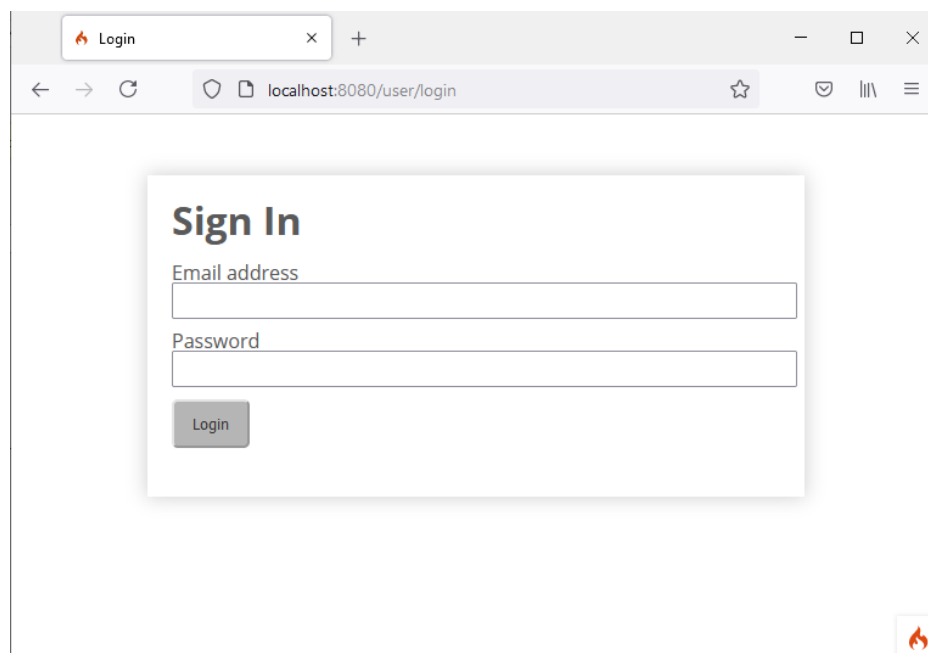 Login
localhost:8080/user/login
Sign In
Email address
Password
Login